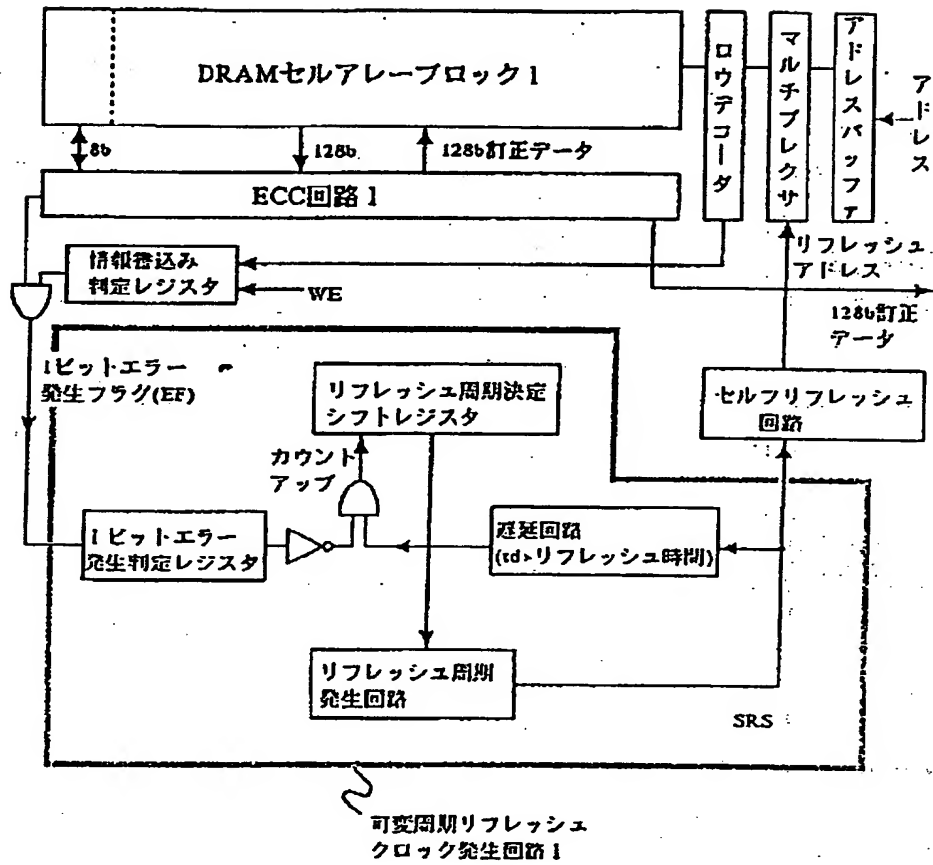 DRAMセルアレーブロック1
ロウデコーダ
マルチプレクサ
アドレスバッファ
アドレス
8b
128b
128b訂正データ
ECC回路1
リフレッシュ
アドレス
情報書込み
判定レジスタ
WE
128b訂正
データ
1ビットエラー
発生フラグ(EF)
リフレッシュ周期決定
シフトレジスタ
セルフリフレッシュ
回路
カウント
アップ
1ビットエラー
発生判定レジスタ
遅延回路
(td>リフレッシュ時間)
リフレッシュ周期
発生回路
SRS
可変周期リフレッシュ
クロック発生回路1